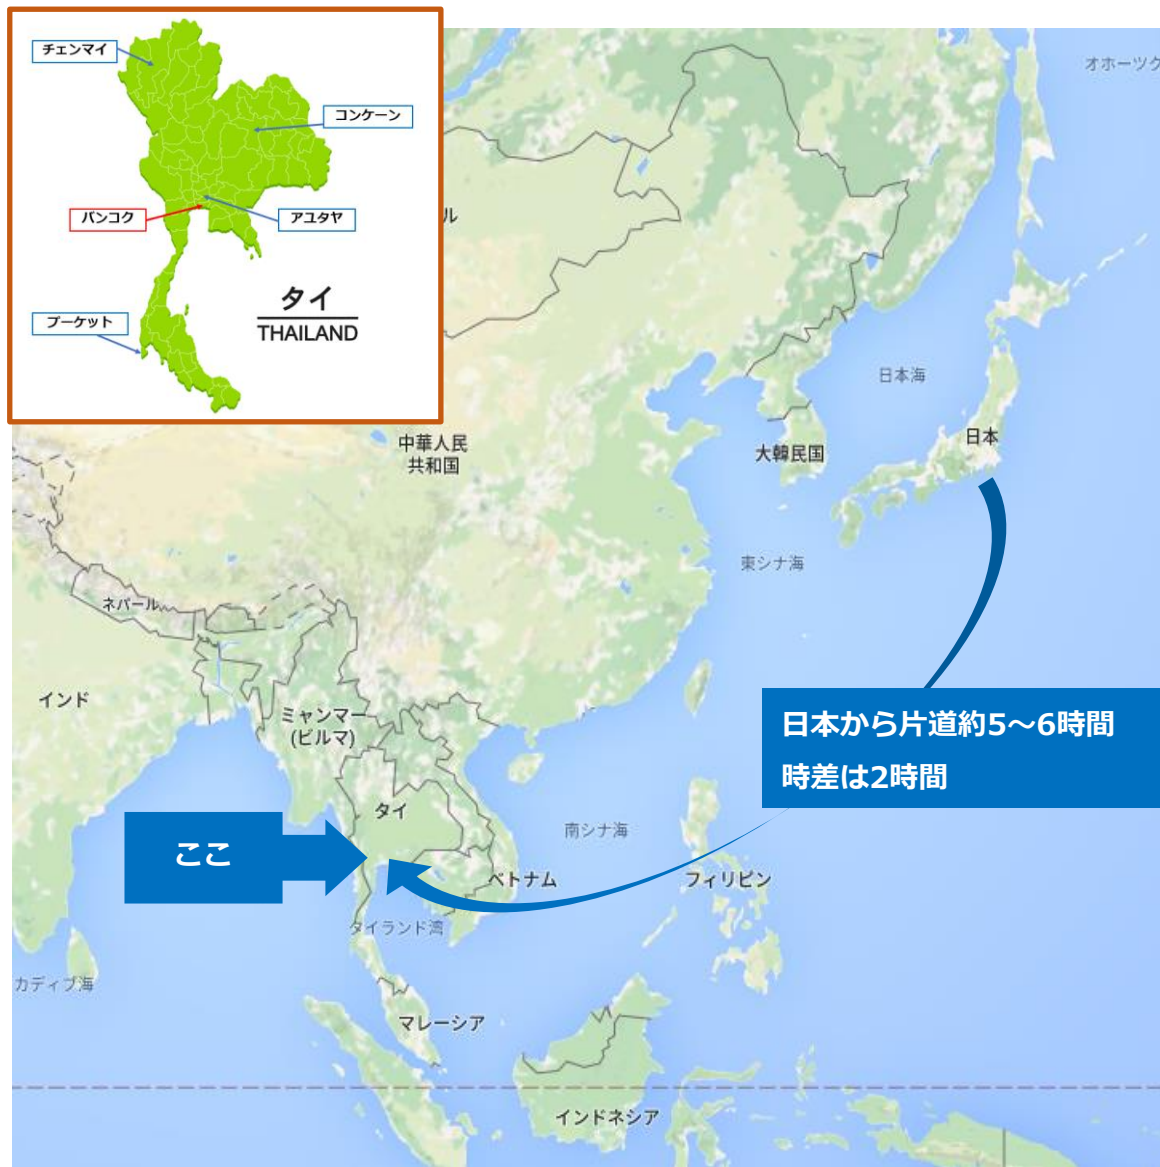 チェンマイ
コンケーン
バンコク
アユタヤ
プーケット
タイ
THAILAND
オホーツク
ル
日本海
中華人民
共和国
大韓民国
日本
東シナ海
ネパール
インド
ミャンマー
(ビルマ)
日本から片道約5～6時間
時差は2時間
タイ
ここ
南シナ海
ベトナム
フィリピン
タイランド湾
カディブ海
マレーシア
インドネシア